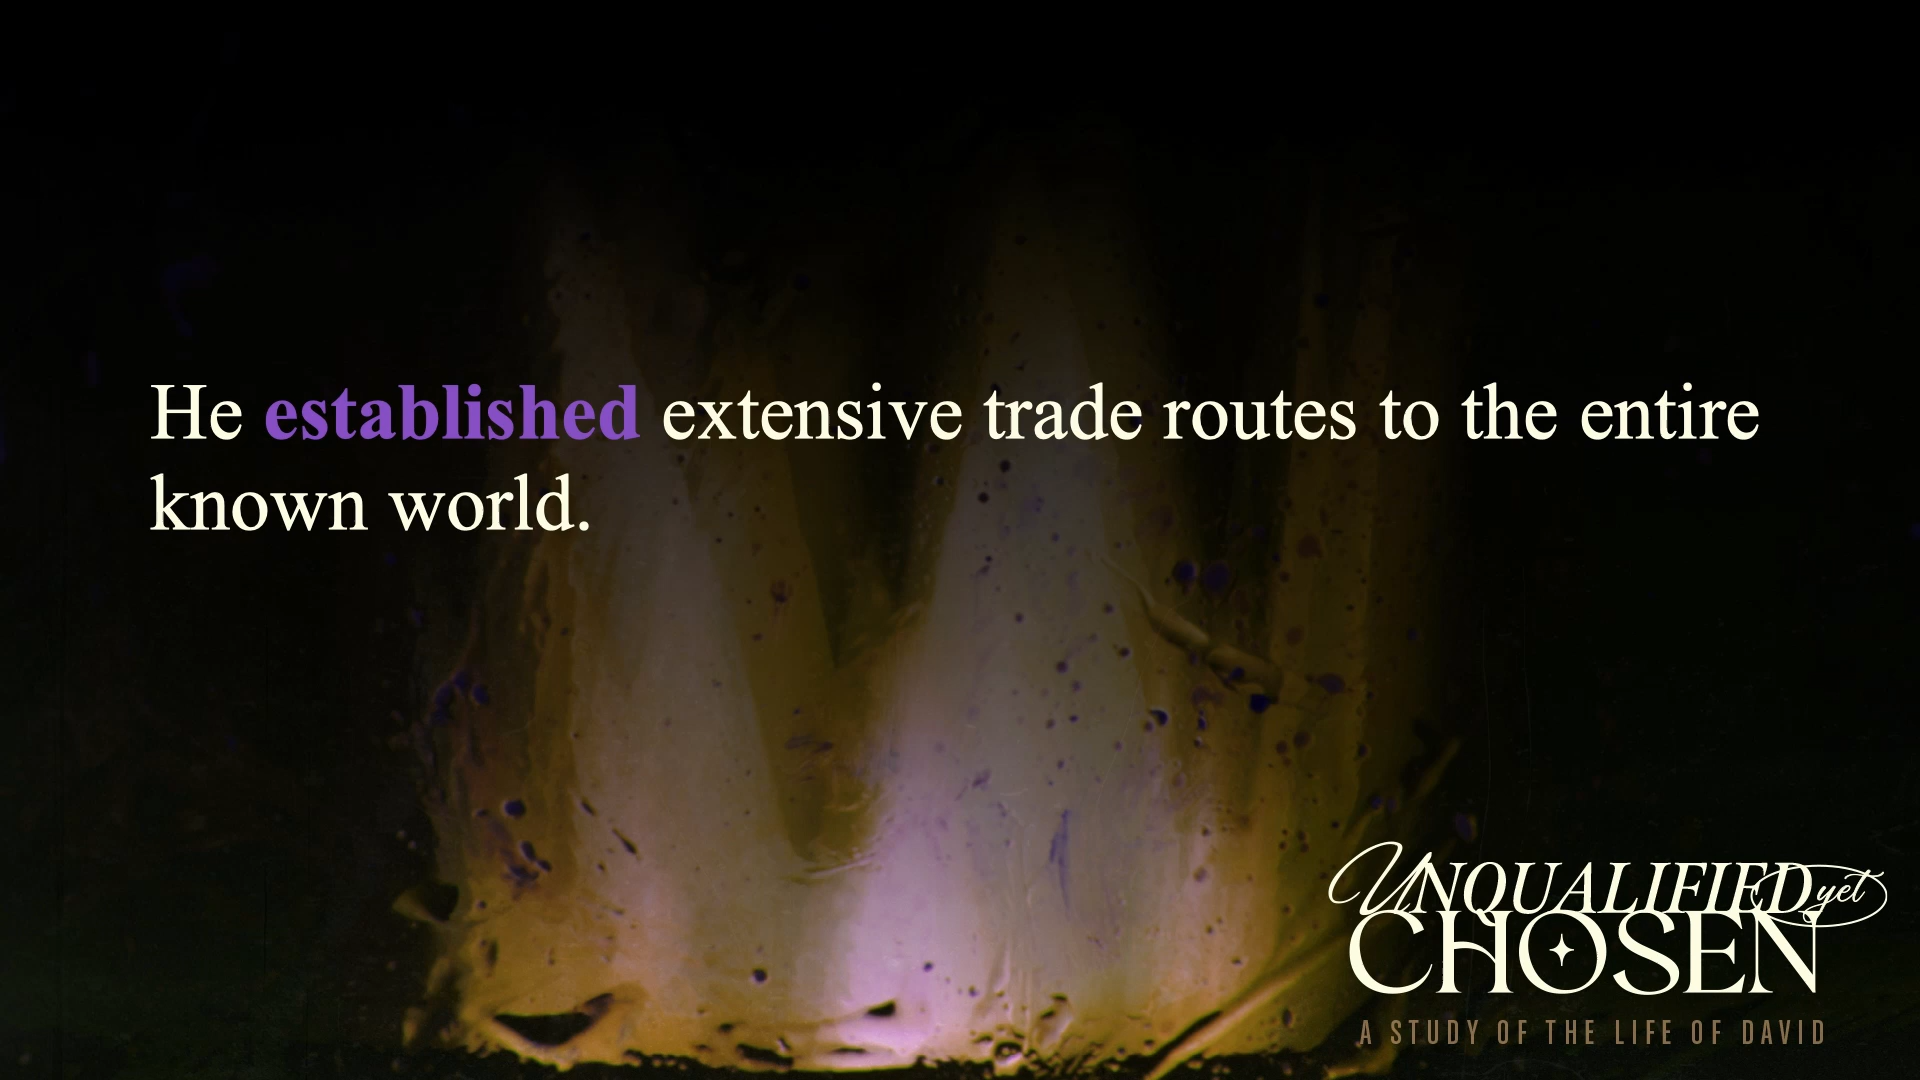 He established extensive trade routes to the entire
known world.
UNQUALIFIED yet
CHOSEN
A STUDY OF THE LIFE OF DAVID